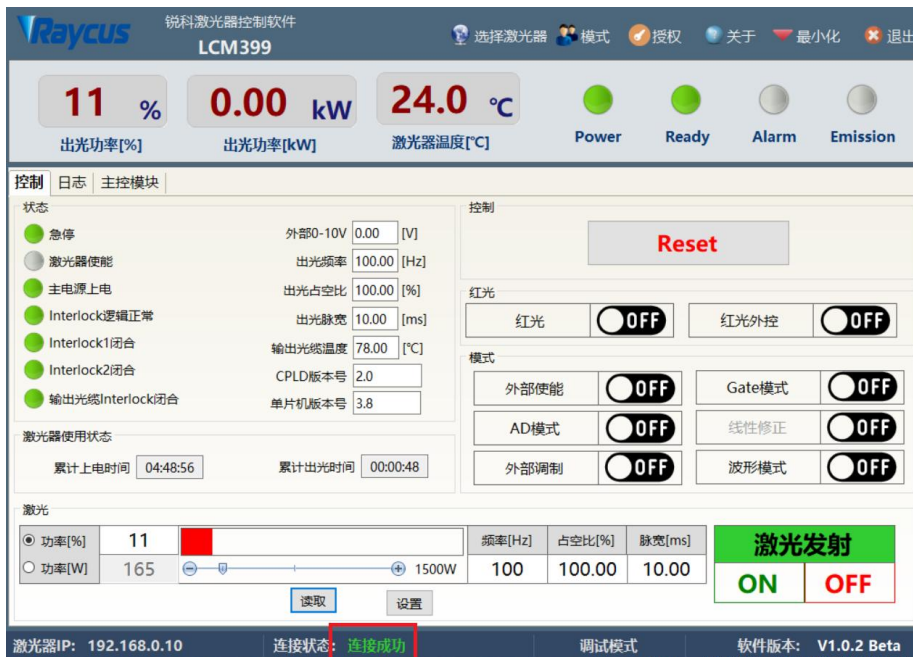 Raycus
锐科激光器控制软件
LCM399
选择激光器 模式 授权 关于 最小化 退出
11 % 0.00 kW 24.0 ℃
出光功率[%] 出光功率[kW] 激光器温度[℃] Power Ready Alarm Emission
控制 日志 主控模块
状态
急停 外部0-10V 0.00 [V]
激光器使能 出光频率 100.00 [Hz]
主电源上电 出光占空比 100.00 [%]
Interlock逻辑正常 出光脉宽 10.00 [ms]
Interlock1闭合 输出光缆温度 78.00 [℃]
Interlock2闭合 CPLD版本号 2.0
输出光缆Interlock闭合 单片机版本号 3.8
激光器使用状态
累计上电时间 04:48:56 累计出光时间 00:00:48
控制
Reset
红光
红光 OFF 红光外控 OFF
模式
外部使能 OFF Gate模式 OFF
AD模式 OFF 线性修正 OFF
外部调制 OFF 波形模式 OFF
激光
功率[%] 11 频率[Hz] 占空比[%] 脉宽[ms] 激光发射
功率[W] 165 1500W 100 100.00 10.00 ON OFF
读取 设置
激光器IP: 192.168.0.10 连接状态: 连接成功 调试模式 软件版本: V1.0.2 Beta